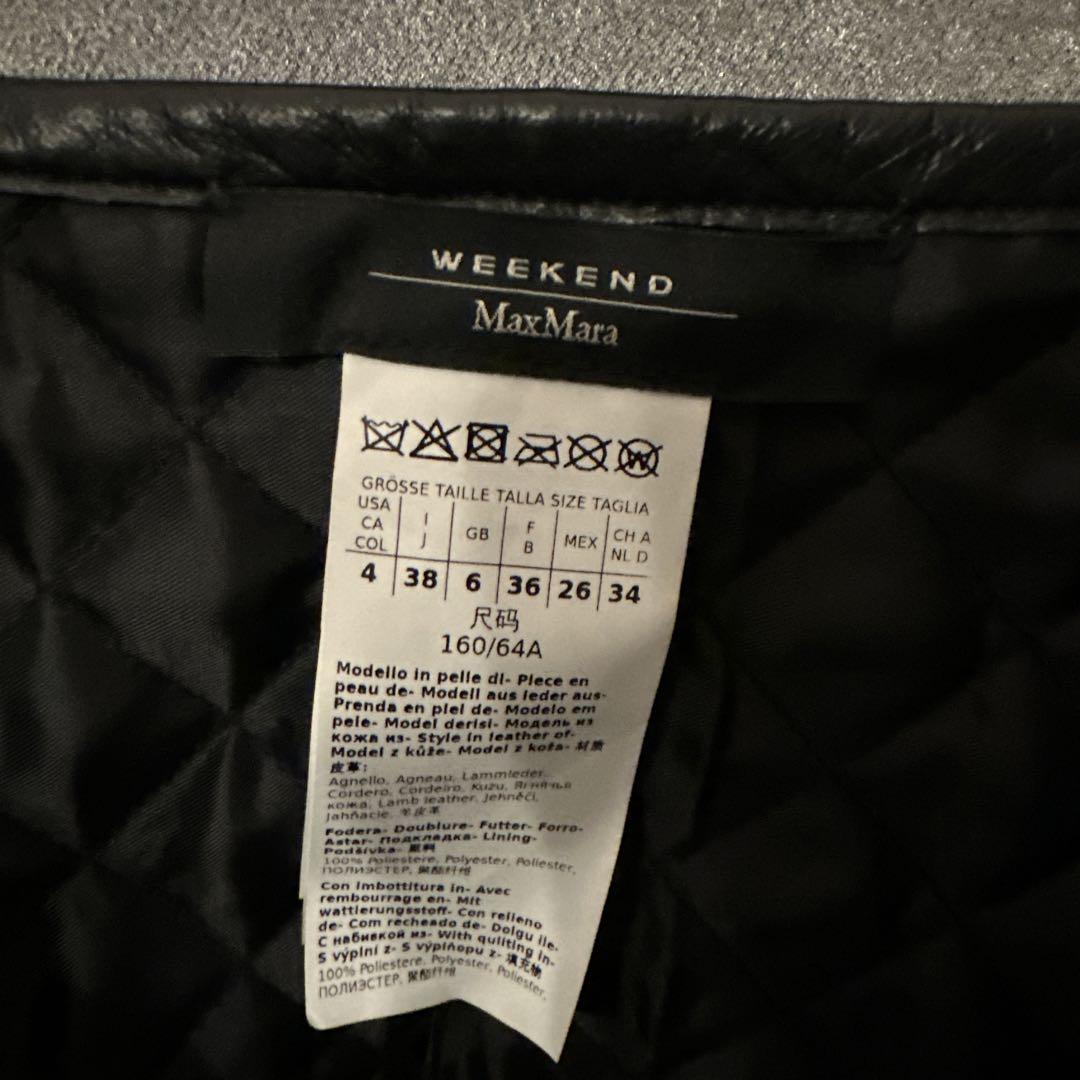 WEEKEND
MaxMara
GRÖSSE TAILLE TALLA SIZE TAGLIA
USA CA COL | I J | GB | F B | MEX | CH A NL D
4 | 38 | 6 | 36 | 26 | 34
尺码
160/64A
Modello in pelle di- Piece en
peau de- Modell aus leder aus-
Prenda en piel de- Modelo em
pele- Model derisi- Модель из
кожа из- Style in leather of-
Model z kůže- Model z koża- 材质
皮革:
Agnello, Agneau, Lammleder,
Cordero, Cordeiro, Kuzu, Ягнячья
кожа, Lamb leather, Jehněčí,
Jahňacie, 羊皮革
Fodera- Doublure- Futter- Forro-
Astar- Подкладка- Lining-
Podšívka- 里料
100% Poliestere, Polyester, Poliester,
ПОЛИЭСТЕР, 聚酯纤维
Con imbottitura in- Avec
rembourrage en- Mit
wattierungsstoff- Con relleno
de- Com recheado de- Dolgu ile-
С набивкой из- With quilting in-
S výplní z- S výplňopu z- 填充物
100% Poliestere, Polyester, Poliester,
ПОЛИЭСТЕР, 聚酯纤维